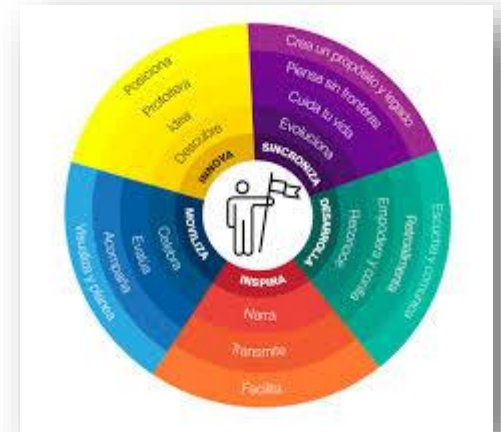 Posiciona
Prototipa
Idea
Descubre
INNOVA
Crea un propósito y legado
Piensa sin fronteras
Cuida tu vida
Evoluciona
SINCRONIZA
Escucha y comunica
Retroalimenta
Empodera y confía
Reconoce
DESARROLLA
INSPIRA
Narra
Transmite
Facilita
MOVILIZA
Celebra
Evalúa
Acompaña
Visualiza y planea